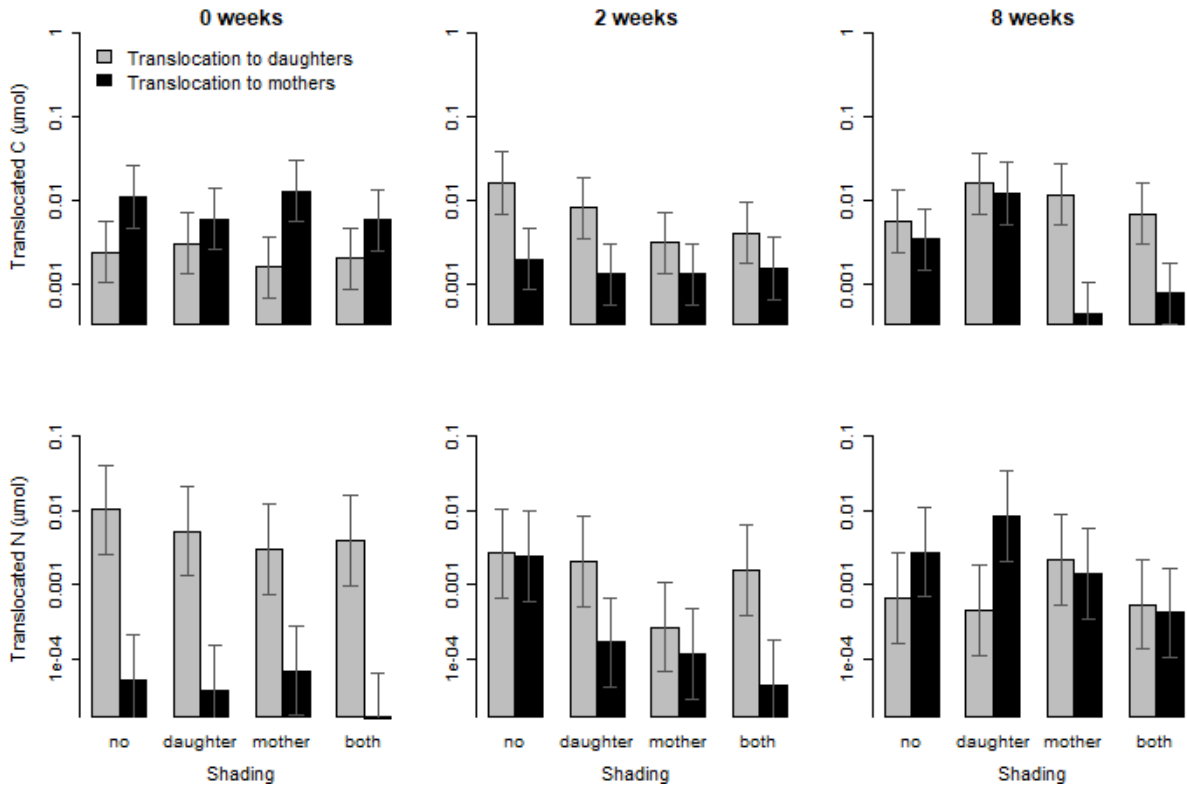 0 weeks
2 weeks
8 weeks
Translocation to daughters
Translocation to mothers
Translocated C (µmol)
1
0.1
0.01
0.001
1
0.1
0.01
0.001
1
0.1
0.01
0.001
Translocated N (µmol)
0.1
0.01
0.001
1e-04
0.1
0.01
0.001
1e-04
0.1
0.01
0.001
1e-04
no daughter mother both
no daughter mother both
no daughter mother both
Shading
Shading
Shading